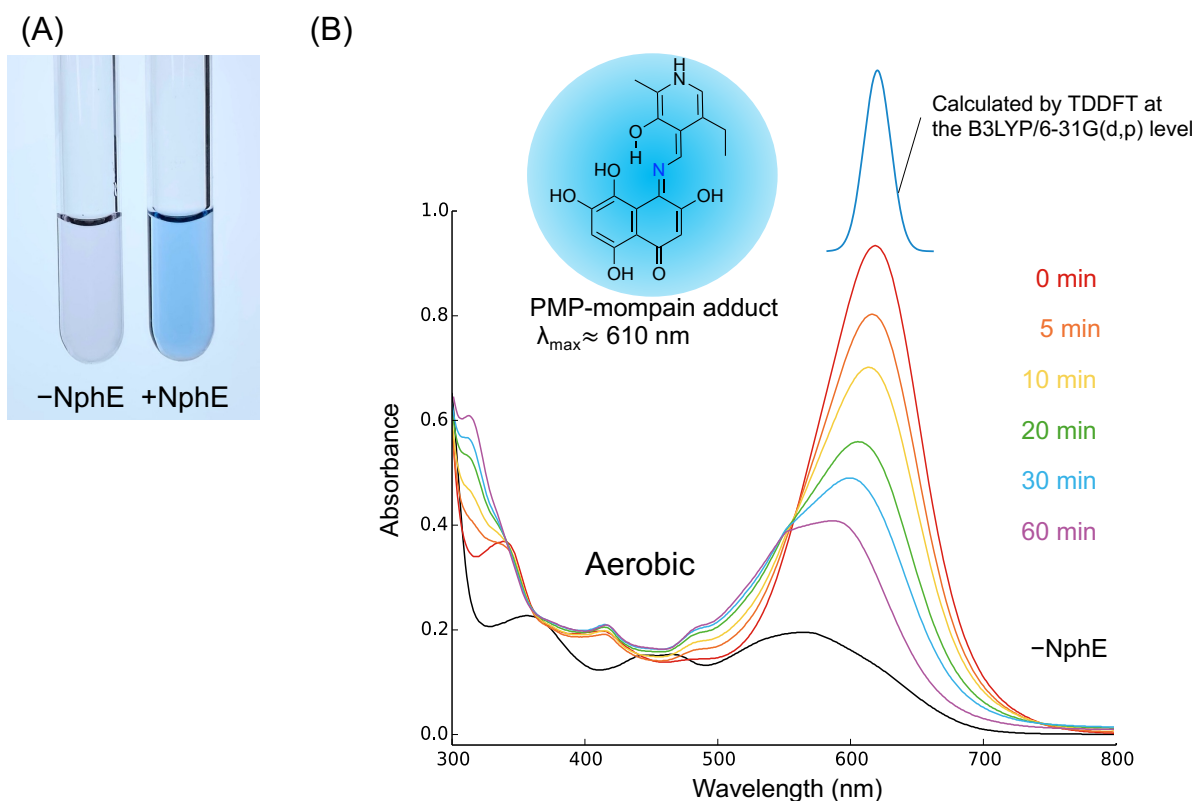 (A)
−NphE +NphE
(B)
H
N
O
H
N
HO
HO
OH
OH
O
PMP-mompain adduct
λmax≈ 610 nm
Calculated by TDDFT at
the B3LYP/6-31G(d,p) level
1.0
0.8
0.6
0.4
0.2
0.0
Absorbance
Aerobic
0 min
5 min
10 min
20 min
30 min
60 min
−NphE
300 400 500 600 700 800
Wavelength (nm)